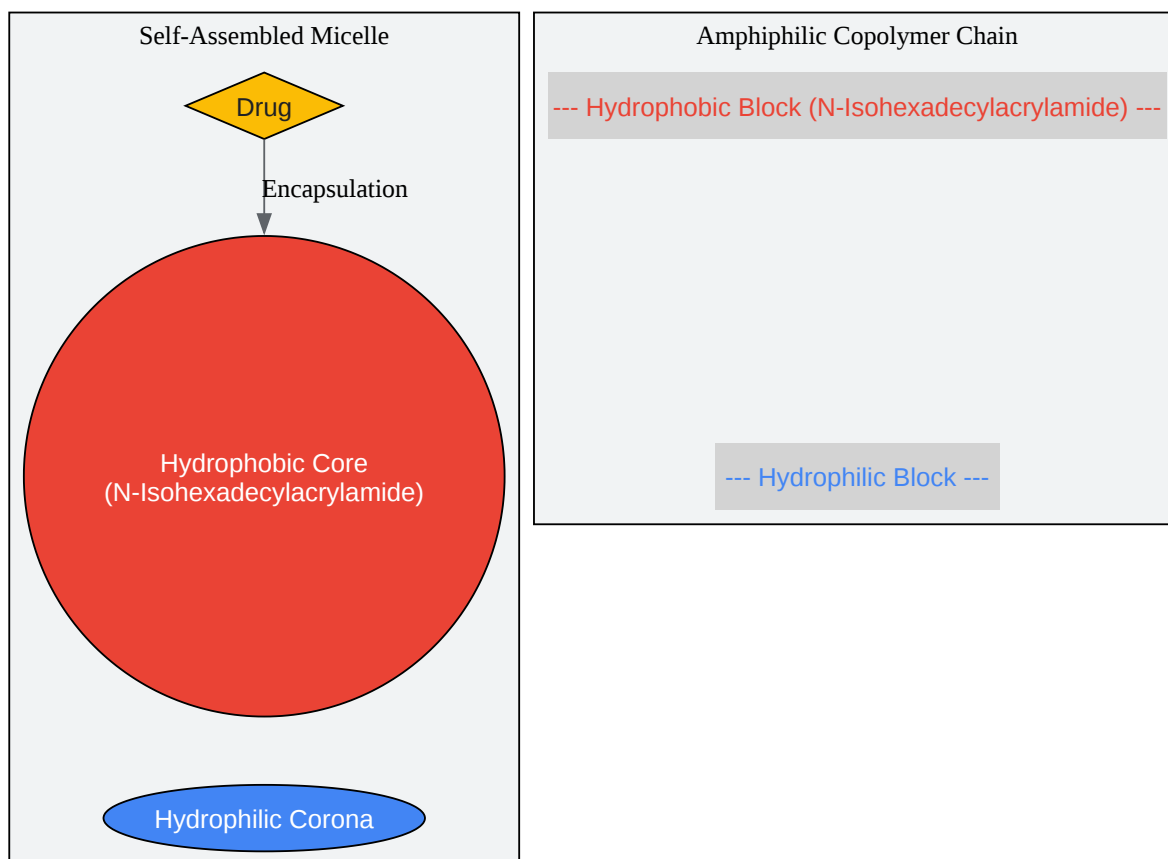 Self-Assembled Micelle
Drug
Encapsulation
Hydrophobic Core
(N-Isohexadecylacrylamide)
Hydrophilic Corona
Amphiphilic Copolymer Chain
--- Hydrophobic Block (N-Isohexadecylacrylamide) ---
--- Hydrophilic Block ---